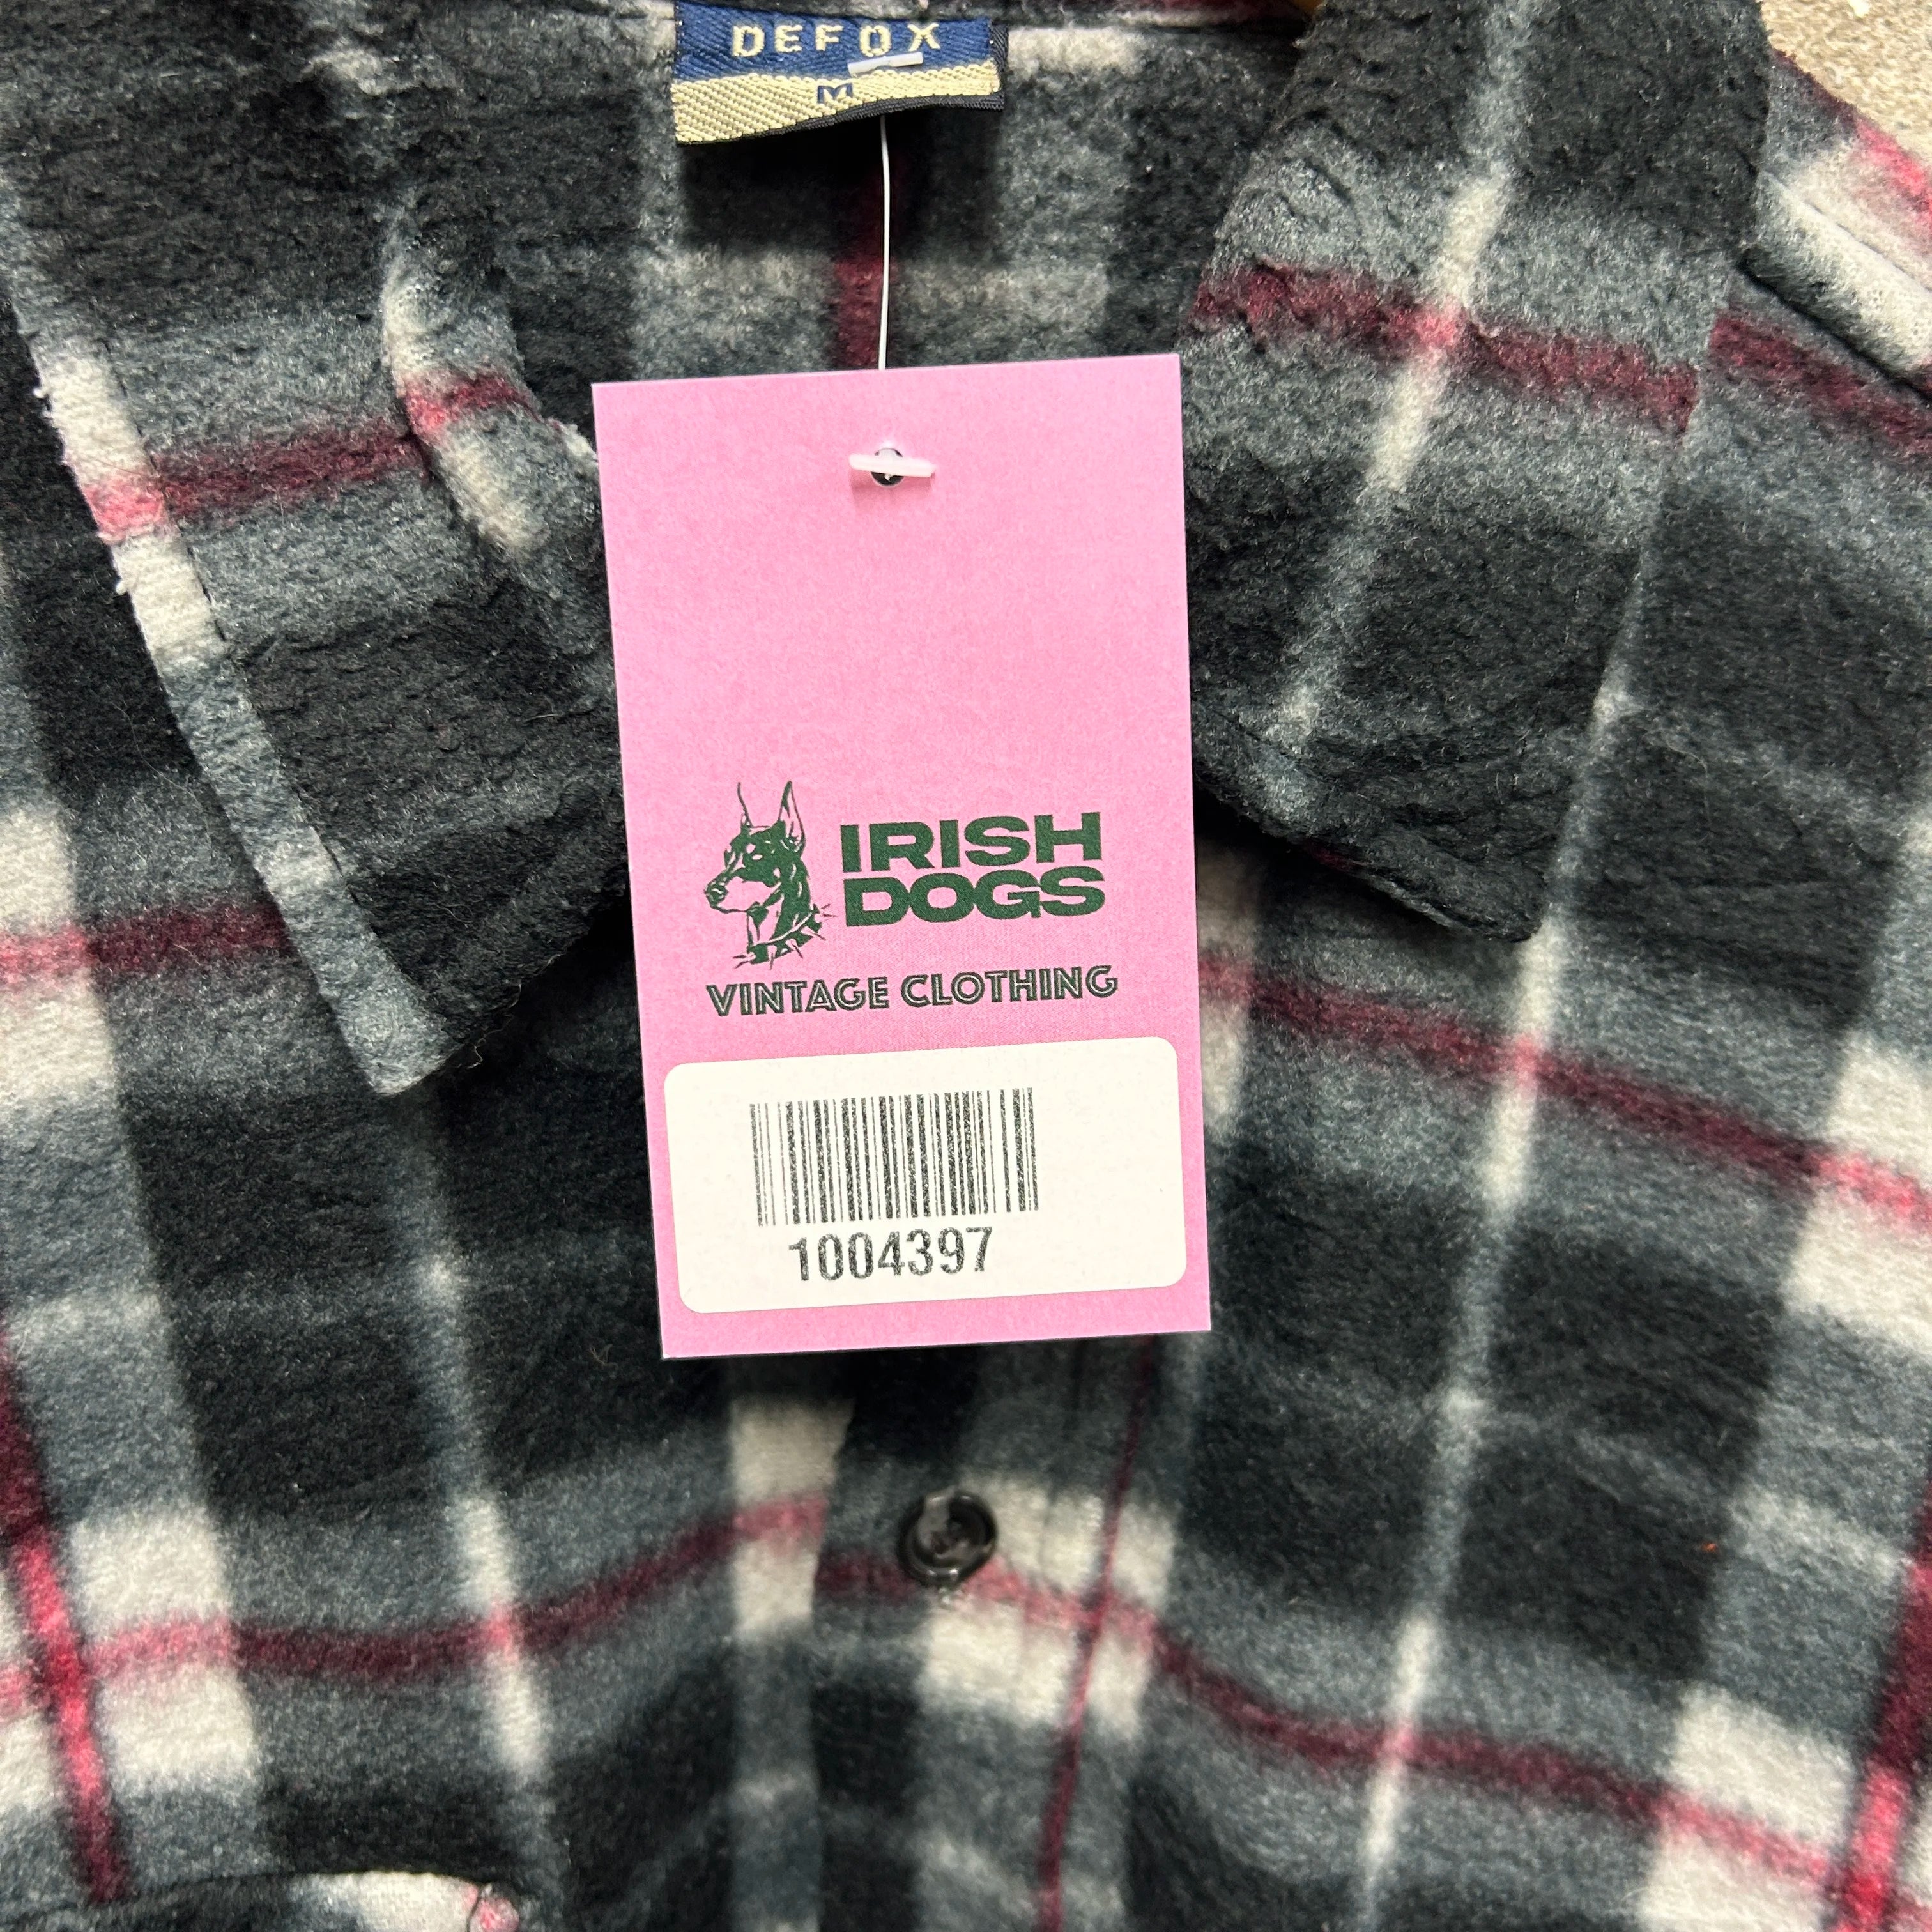 DEFOX
M
IRISH
DOGS
VINTAGE CLOTHING
1004397